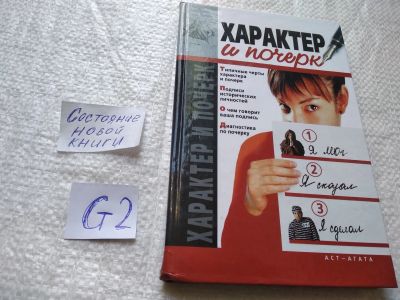 Состояние
новой
книги
G2
ХАРАКТЕР И ПОЧЕРК
ХАРАКТЕР
и почерк
Типичные черты
характера
и почерк
Подписи
исторических
личностей
О чем говорит
ваша подпись
Диагностика
по почерку
1
Я мог
2
Я сказал
3
Я сделал
АСТ-АГАТА